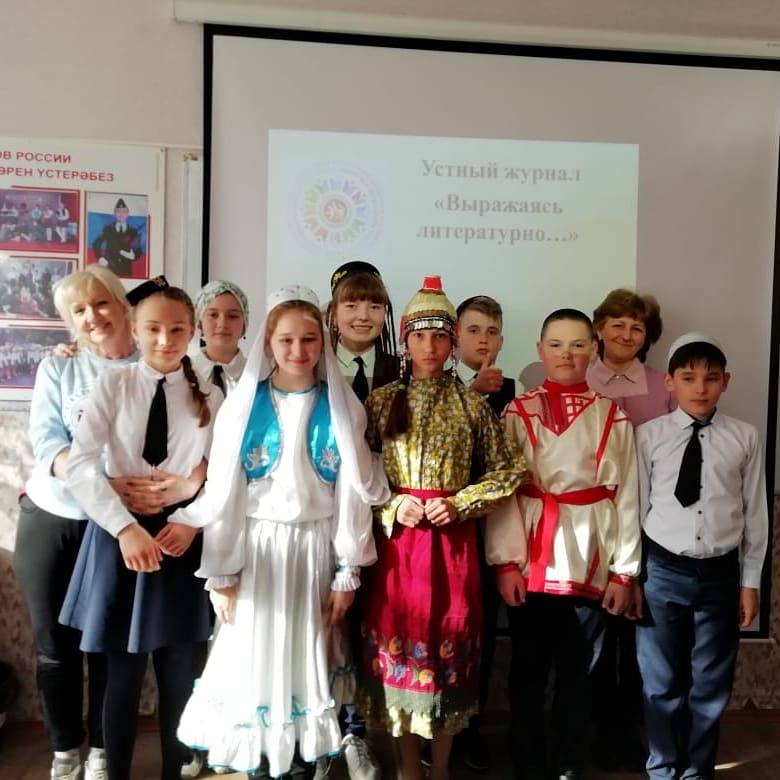 ОВ РОССИИ
ӘРЕН ҮСТЕРӘБЕЗ
Устный журнал
«Выражаясь
литературно...»